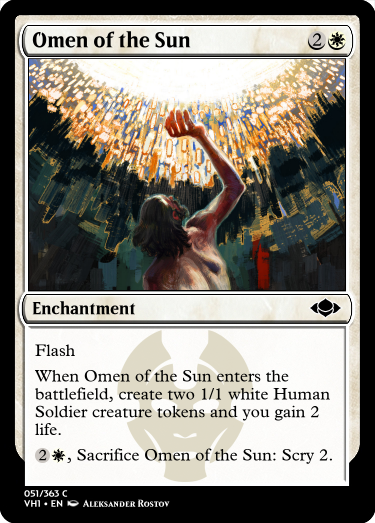 Omen of the Sun 2
Enchantment
Flash
When Omen of the Sun enters the
battlefield, create two 1/1 white Human
Soldier creature tokens and you gain 2
life.
2, Sacrifice Omen of the Sun: Scry 2.
051/363 C
VH1 • EN Aleksander Rostov